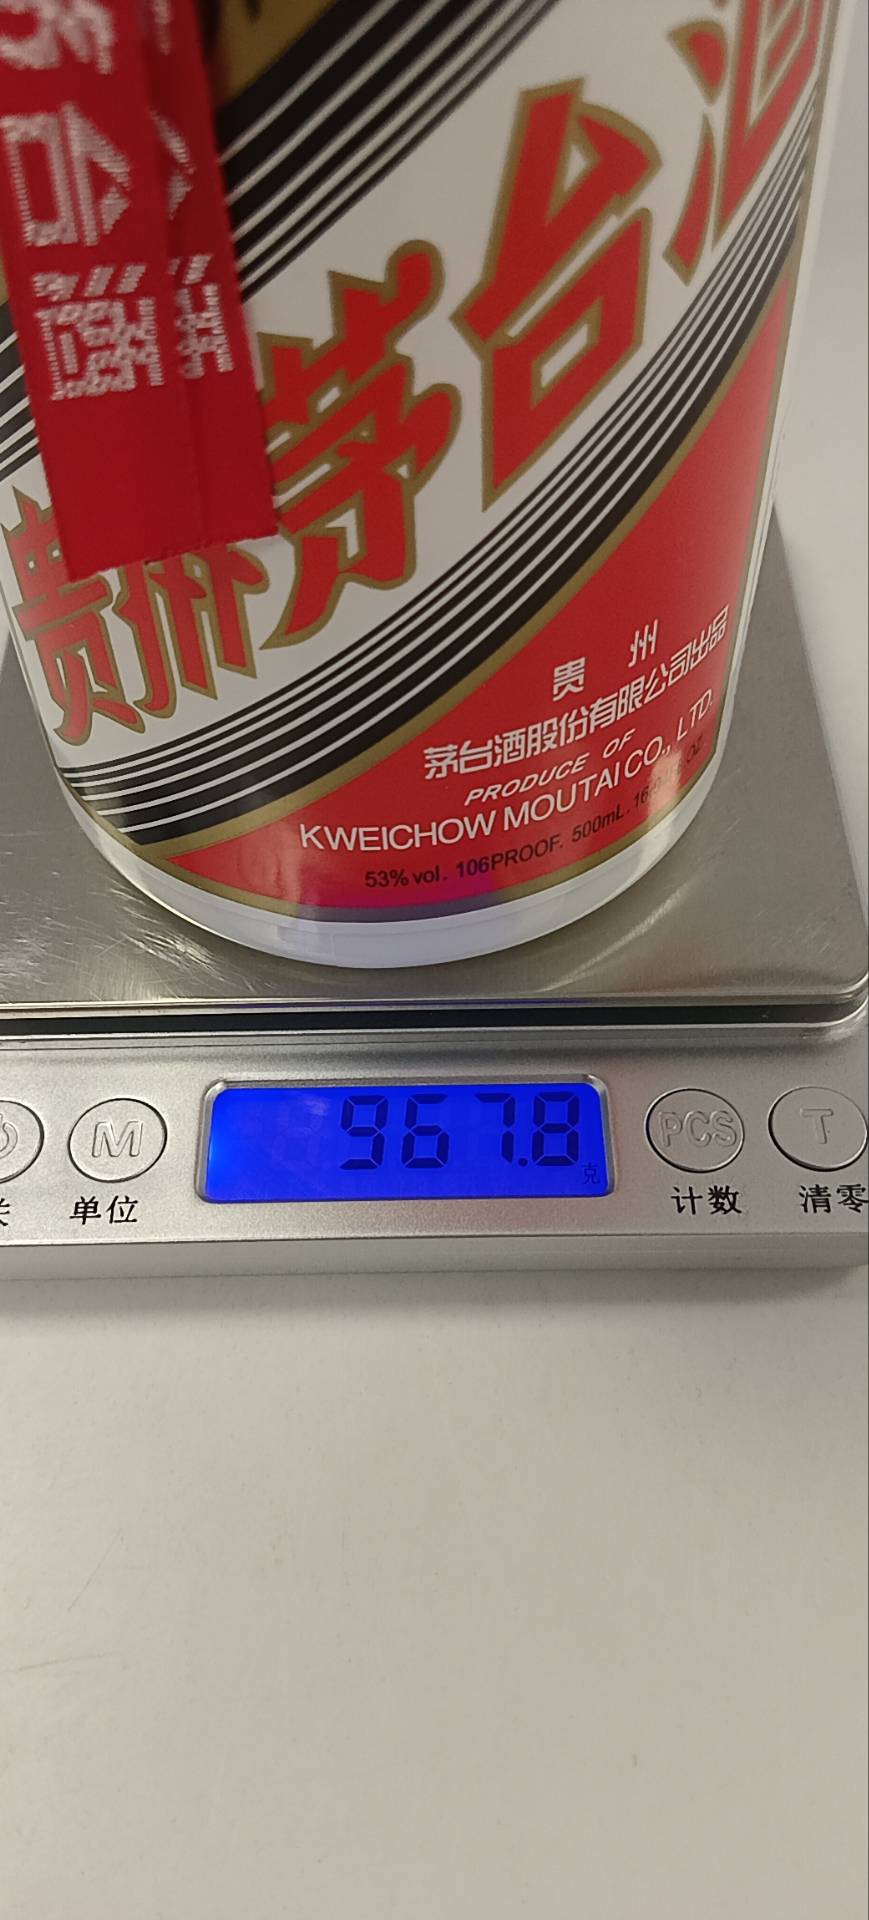 贵州茅台酒
贵 州
茅台酒股份有限公司出品
PRODUCE OF
KWEICHOW MOUTAI CO., LTD.
53% vol. 106PROOF. 500mL.
967.8
克
M
PCS
T
单位
计数
清零